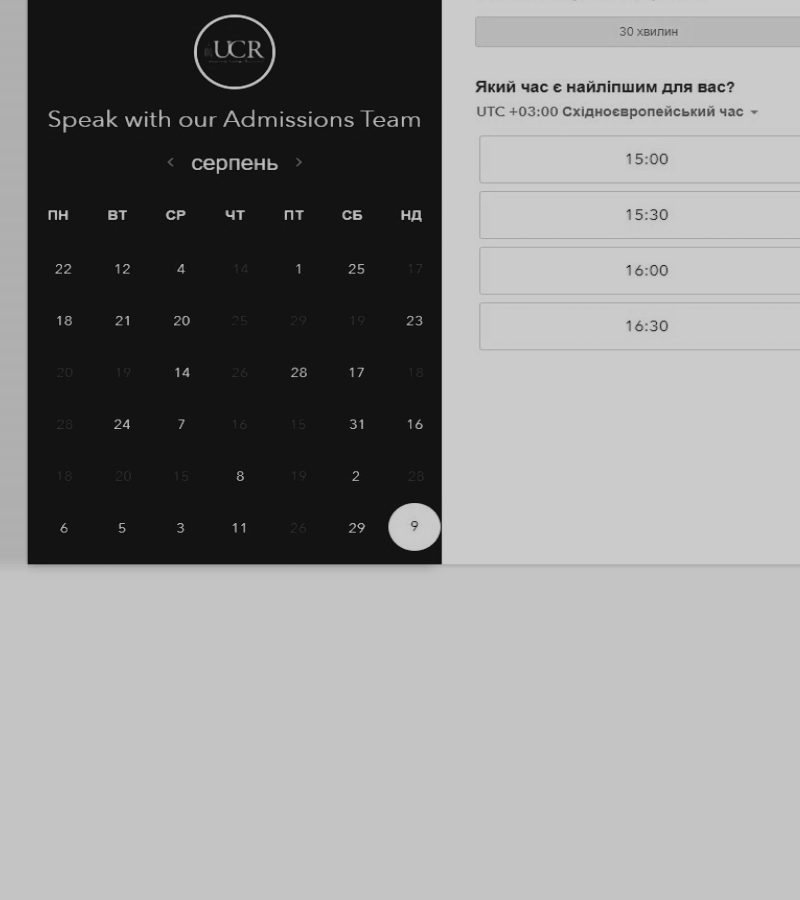 UCR
Speak with our Admissions Team
серпень
ПН ВТ СР ЧТ ПТ СБ НД
22 12 4 14 1 25 17
18 21 20 25 29 19 23
20 19 14 26 28 17 18
28 24 7 16 15 31 16
18 20 15 8 19 2 28
6 5 3 11 26 29 9
30 хвилин
Який час є найліпшим для вас?
UTC +03:00 Східноєвропейський час
15:00
15:30
16:00
16:30